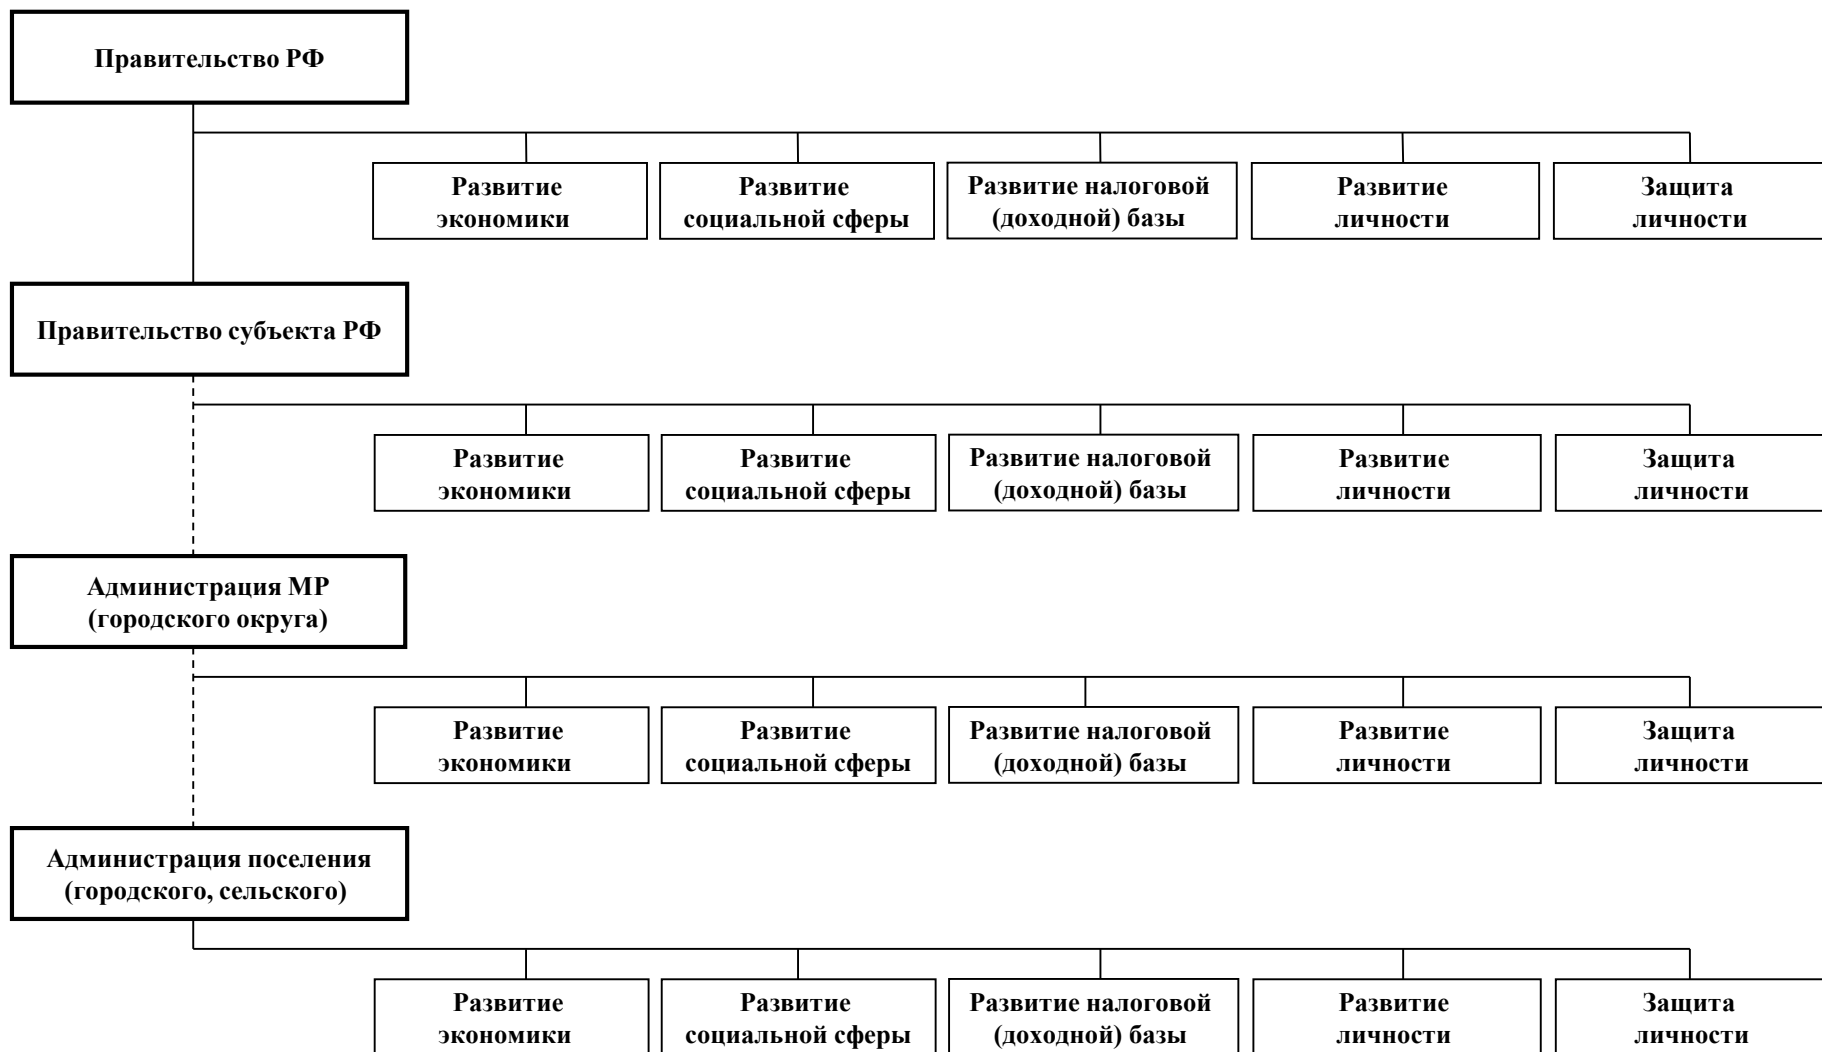 Правительство РФ
Развитие
экономики
Развитие
социальной сферы
Развитие налоговой
(доходной) базы
Развитие
личности
Защита
личности
Правительство субъекта РФ
Развитие
экономики
Развитие
социальной сферы
Развитие налоговой
(доходной) базы
Развитие
личности
Защита
личности
Администрация МР
(городского округа)
Развитие
экономики
Развитие
социальной сферы
Развитие налоговой
(доходной) базы
Развитие
личности
Защита
личности
Администрация поселения
(городского, сельского)
Развитие
экономики
Развитие
социальной сферы
Развитие налоговой
(доходной) базы
Развитие
личности
Защита
личности